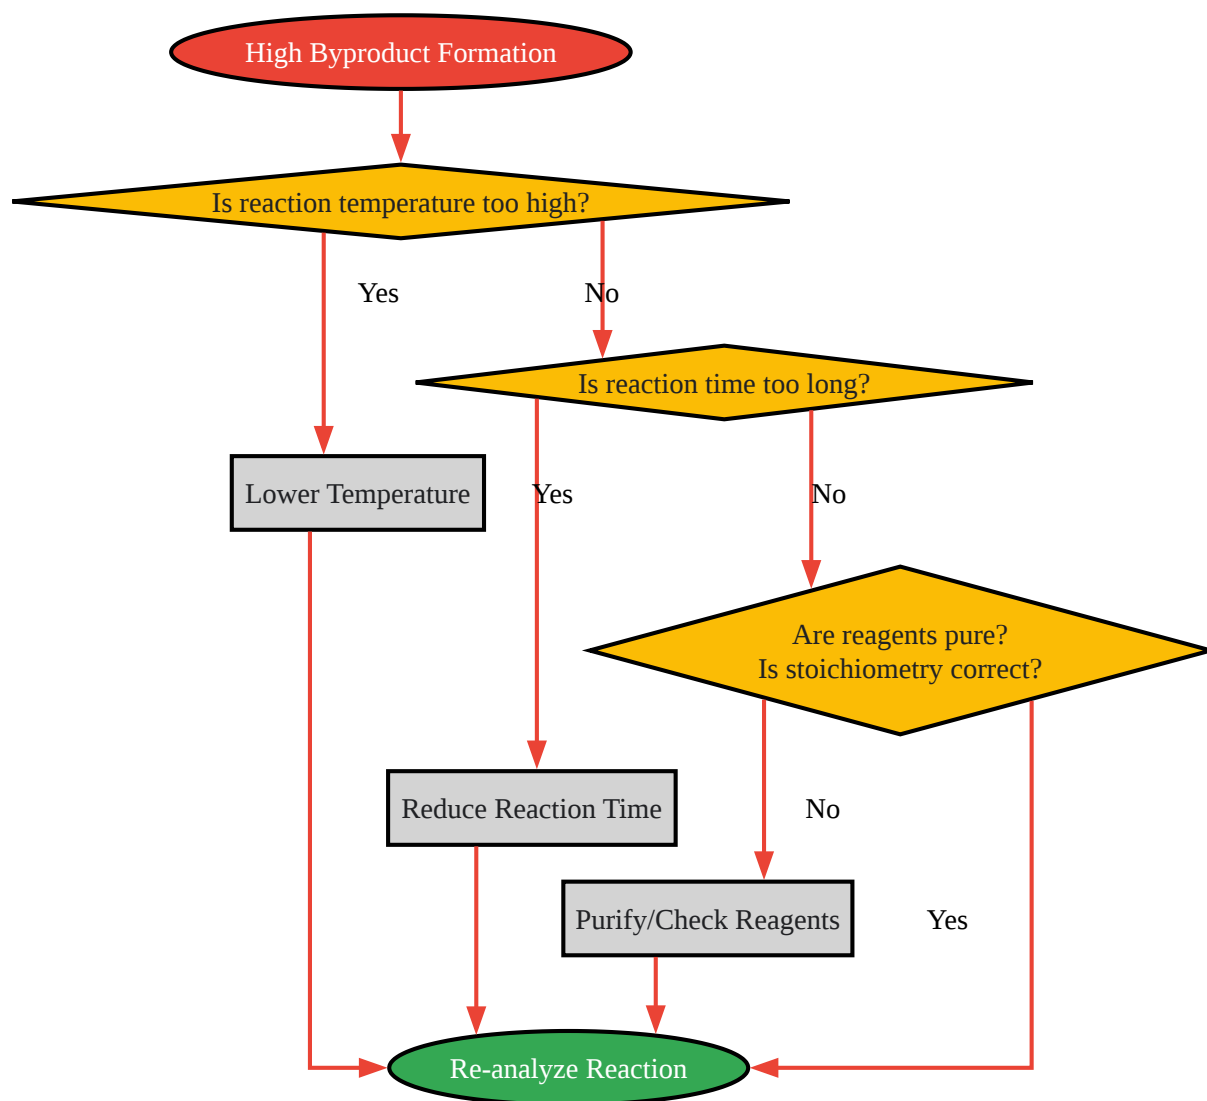 High Byproduct Formation
Is reaction temperature too high?
Yes
No
Is reaction time too long?
Lower Temperature
Yes
No
Are reagents pure?
Is stoichiometry correct?
Reduce Reaction Time
No
Purify/Check Reagents
Yes
Re-analyze Reaction